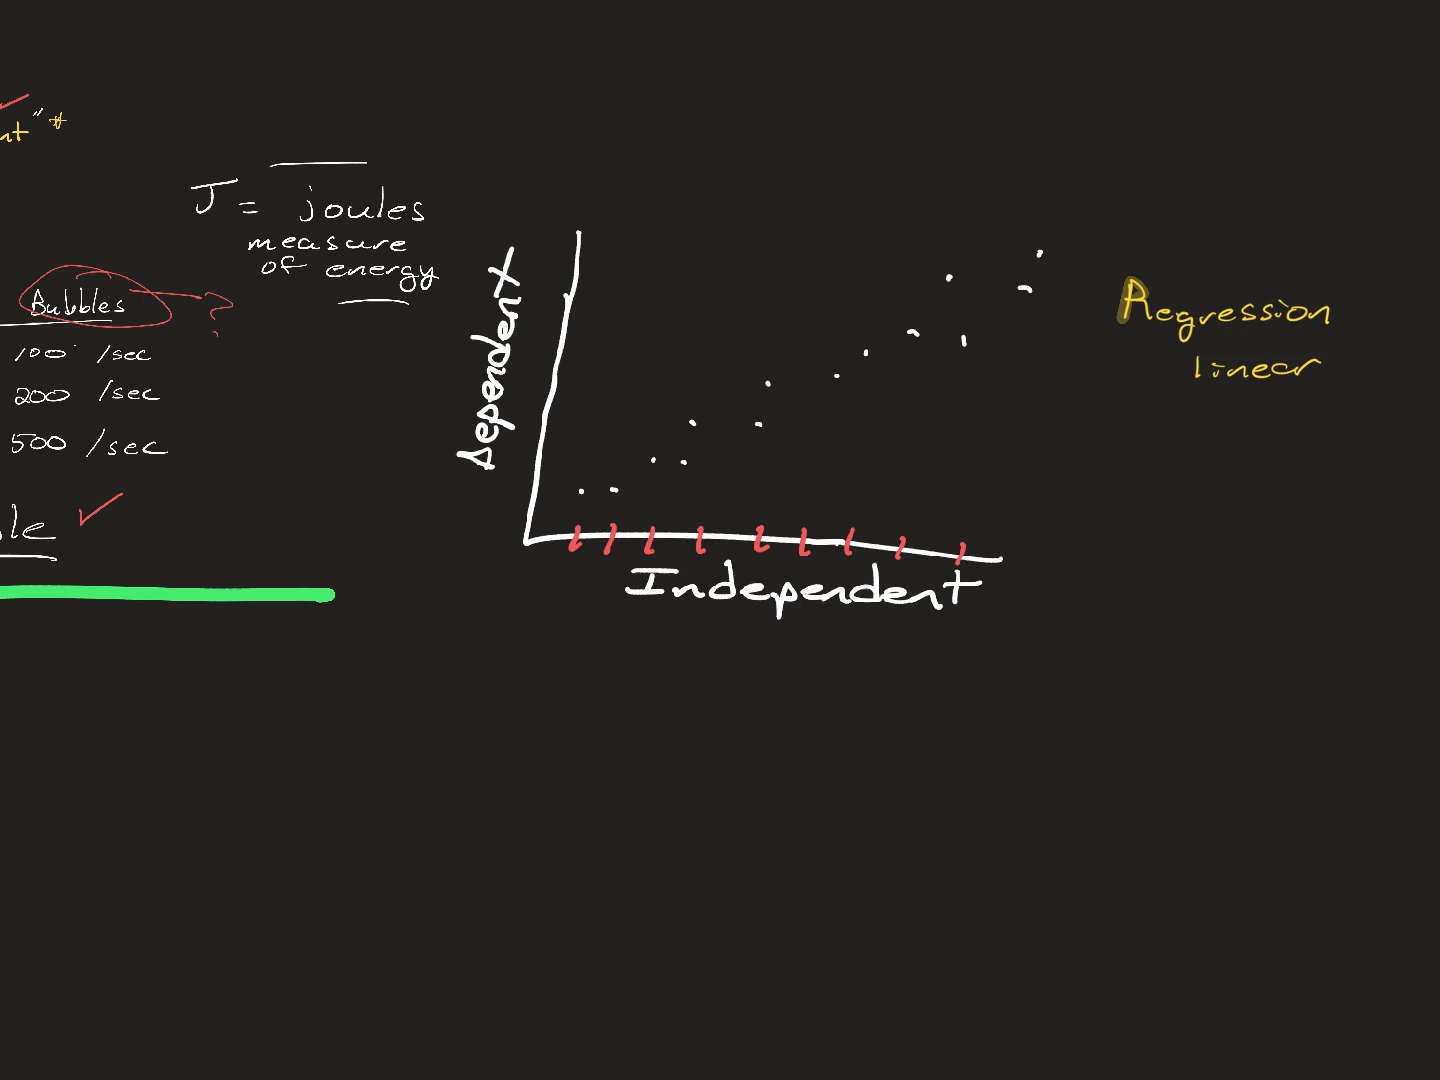 J = joules
measure
of energy
Bubbles ?
100 /sec
200 /sec
500 /sec
Dependent
Independent
Regression
linear